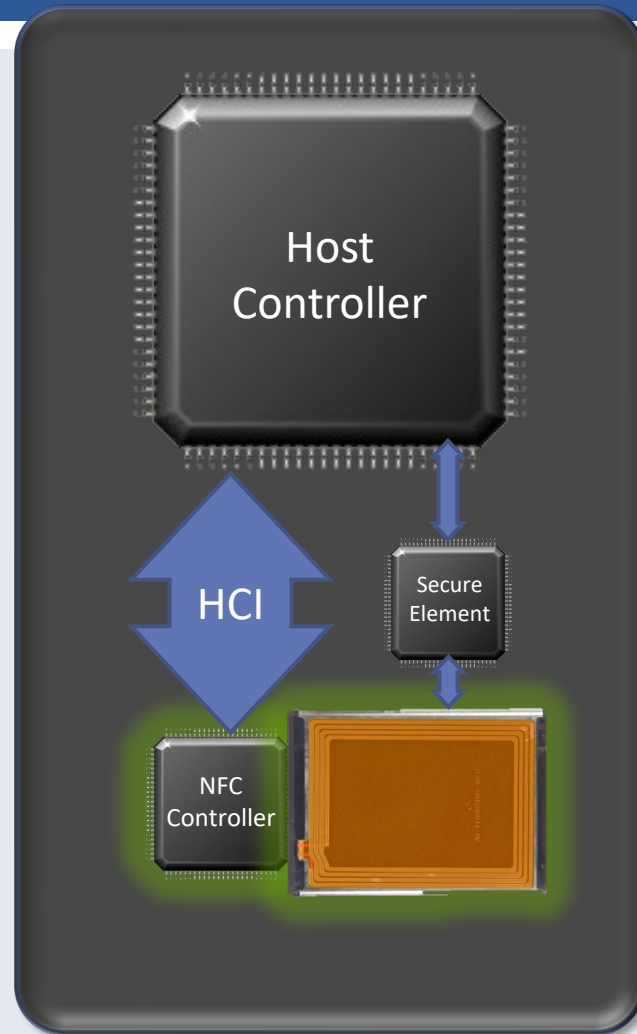 Host
Controller
HCI
Secure
Element
NFC
Controller